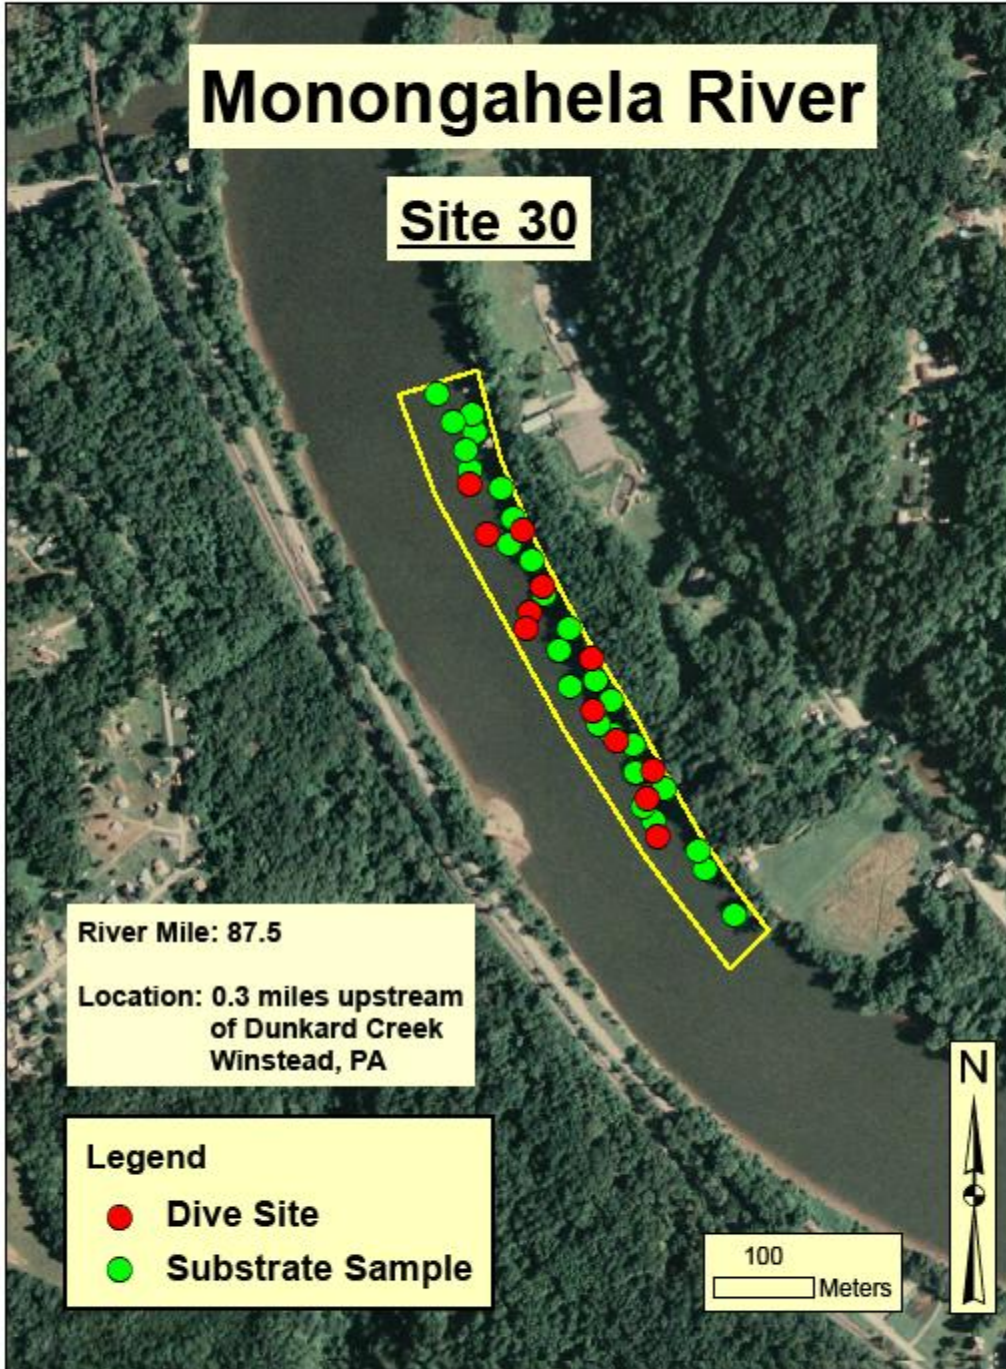 Monongahela River
Site 30
River Mile: 87.5
Location: 0.3 miles upstream
of Dunkard Creek
Winstead, PA
N
Legend
Dive Site
Substrate Sample
100
Meters